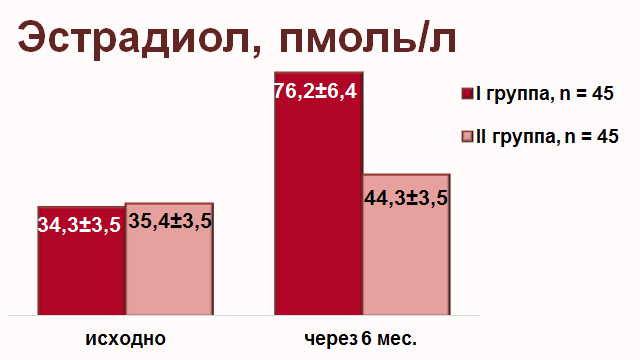 Эстрадиол, пмоль/л
76,2±6,4
I группа, n = 45
II группа, n = 45
34,3±3,5
35,4±3,5
44,3±3,5
исходно
через 6 мес.